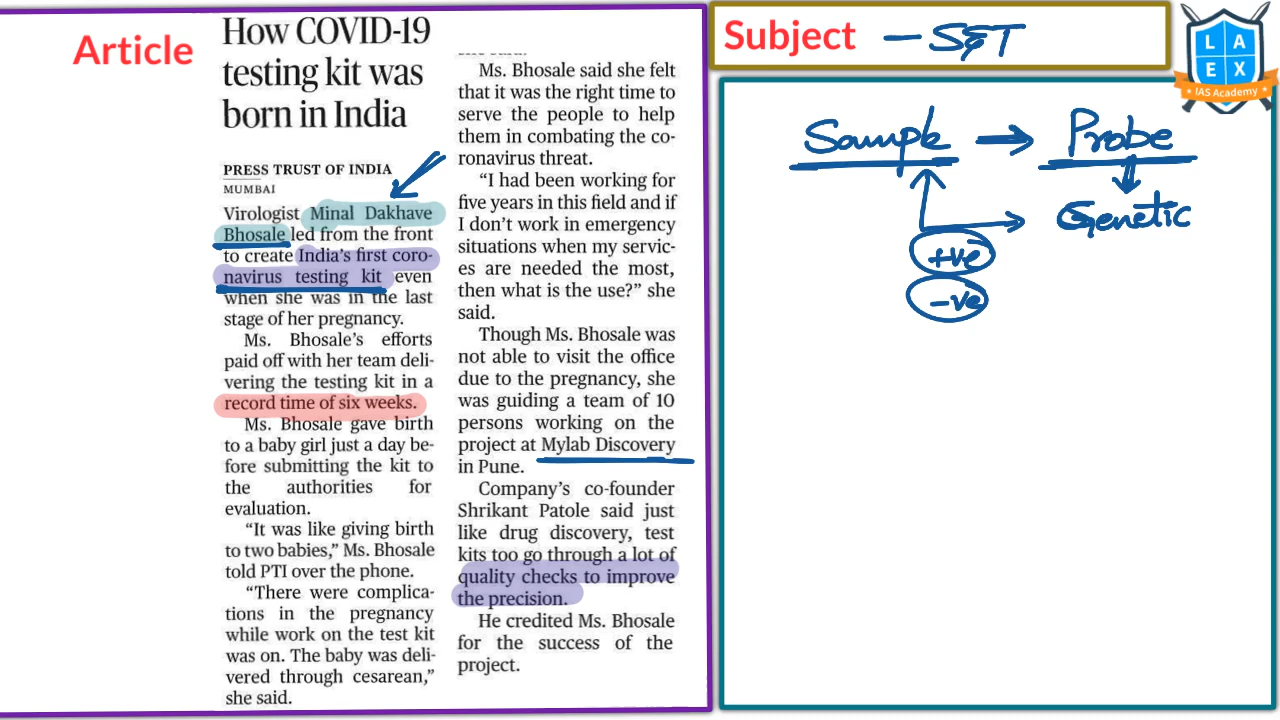 Article
How COVID-19
testing kit was
born in India
PRESS TRUST OF INDIA
MUMBAI
Virologist Minal Dakhave
Bhosale led from the front
to create India's first coro-
navirus testing kit even
when she was in the last
stage of her pregnancy.
Ms. Bhosale's efforts
paid off with her team deli-
vering the testing kit in a
record time of six weeks.
Ms. Bhosale gave birth
to a baby girl just a day be-
fore submitting the kit to
the authorities for
evaluation.
“It was like giving birth
to two babies,” Ms. Bhosale
told PTI over the phone.
“There were complica-
tions in the pregnancy
while work on the test kit
was on. The baby was deli-
vered through cesarean,”
she said.
Ms. Bhosale said she felt
that it was the right time to
serve the people to help
them in combating the co-
ronavirus threat.
“I had been working for
five years in this field and if
I don't work in emergency
situations when my servic-
es are needed the most,
then what is the use?” she
said.
Though Ms. Bhosale was
not able to visit the office
due to the pregnancy, she
was guiding a team of 10
persons working on the
project at Mylab Discovery
in Pune.
Company's co-founder
Shrikant Patole said just
like drug discovery, test
kits too go through a lot of
quality checks to improve
the precision.
He credited Ms. Bhosale
for the success of the
project.
Subject – S&T
LA
EX
IAS Academy
Sample → Probe
Genetic
+ve
-ve